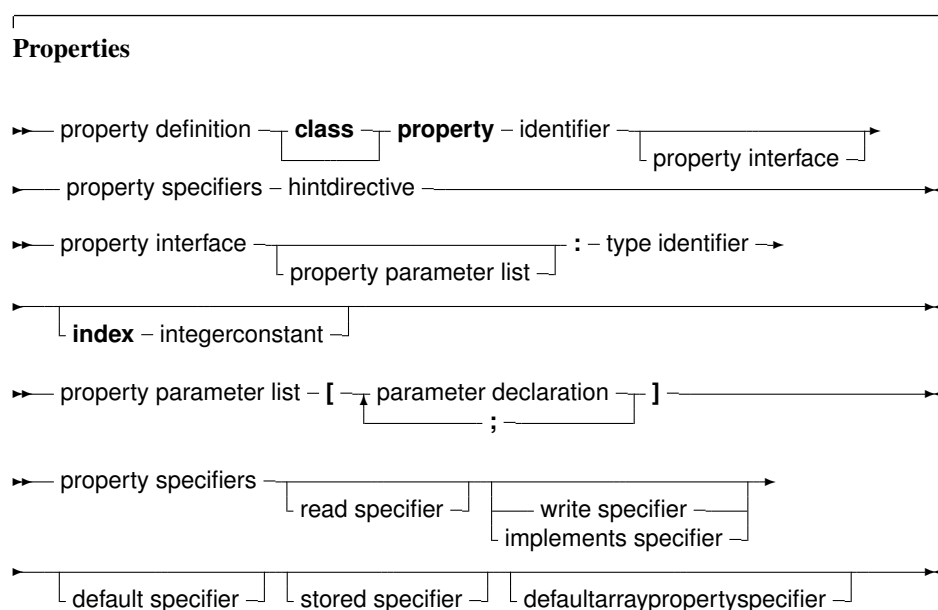 Properties
property definition class property identifier
property interface
property specifiers hintdirective
property interface : type identifier
property parameter list
index integerconstant
property parameter list [ parameter declaration ]
;
property specifiers
read specifier write specifier
implements specifier
default specifier stored specifier defaultarraypropertyspecifier